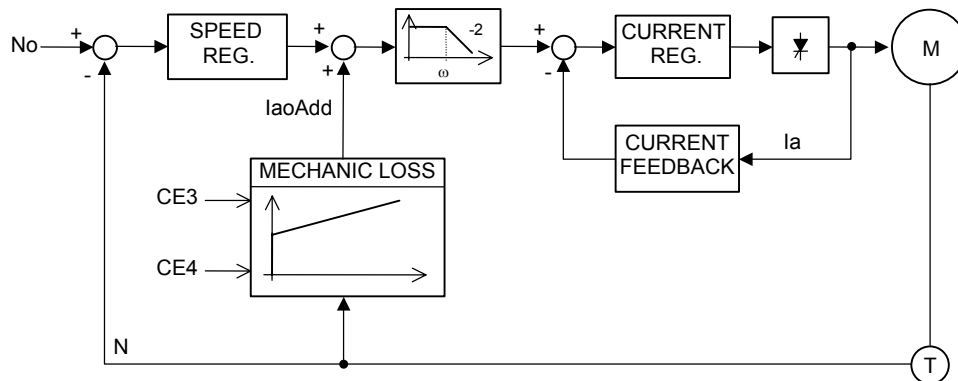 No
+
-
SPEED
REG.
+
+
IaoAdd
-2
ω
+
-
CURRENT
REG.
M
CURRENT
FEEDBACK
Ia
MECHANIC LOSS
CE3
CE4
N
T